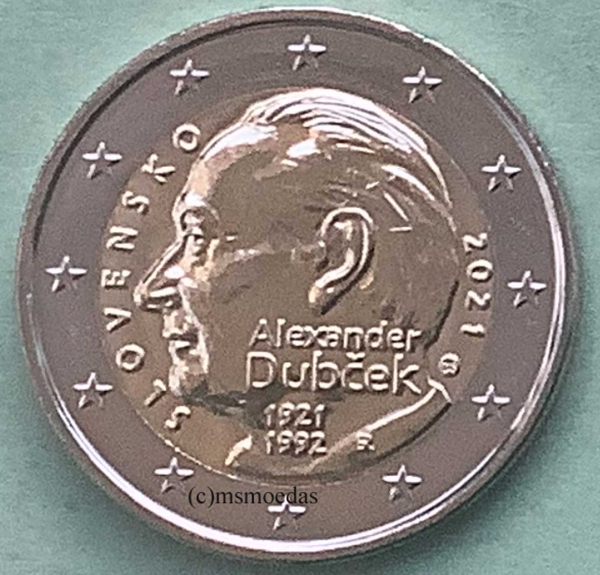 SLOVENSKO
2021
Alexander
Dubček
1921
1992
R
(c)msmoedas